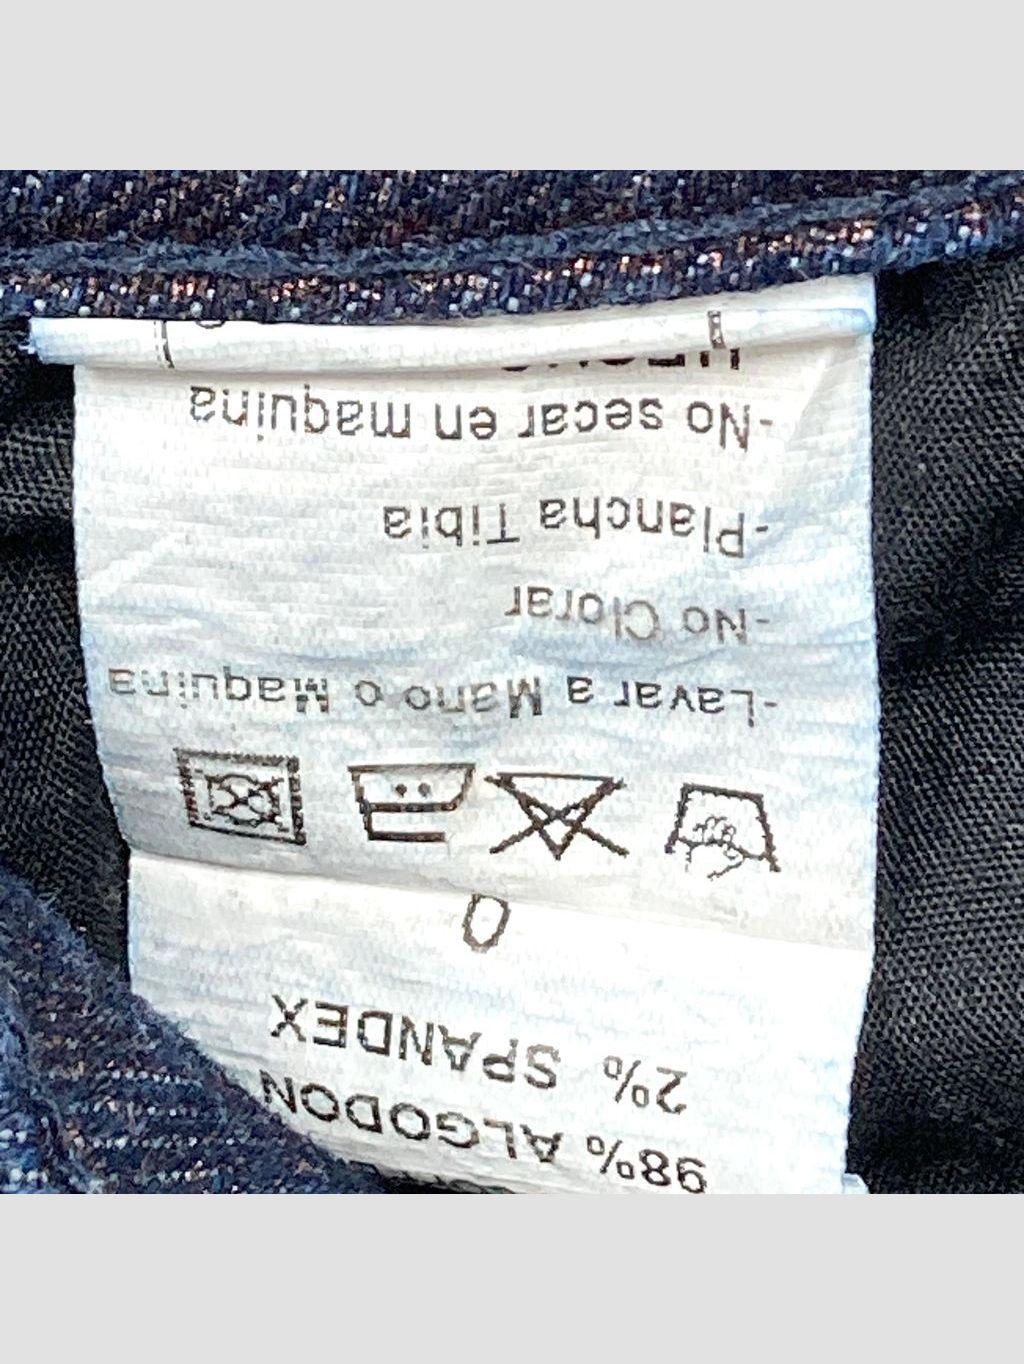 98% ALGODON
2% SPANDEX
0
-Lavar a Mano o Maquina
-No Clorar
-Plancha Tibia
-No secar en maquina